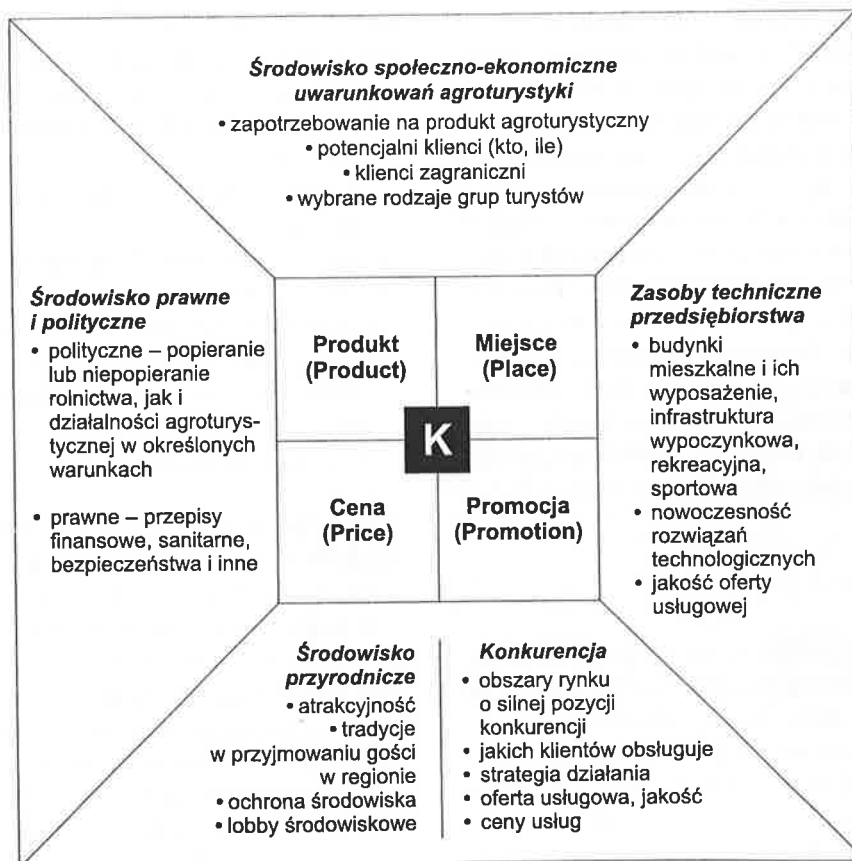 Środowisko społeczno-ekonomiczne
uwarunkowań agroturystyki
• zapotrzebowanie na produkt agroturystyczny
• potencjalni klienci (kto, ile)
• klienci zagraniczni
• wybrane rodzaje grup turystów
Środowisko prawne
i polityczne
• polityczne – popieranie
lub niepopieranie
rolnictwa, jak i
działalności agroturys-
tycznej w określonych
warunkach
• prawne – przepisy
finansowe, sanitarne,
bezpieczeństwa i inne
Produkt
(Product)
Miejsce
(Place)
K
Cena
(Price)
Promocja
(Promotion)
Zasoby techniczne
przedsiębiorstwa
• budynki
mieszkalne i ich
wyposażenie,
infrastruktura
wypoczynkowa,
rekreacyjna,
sportowa
• nowoczesność
rozwiązań
technologicznych
• jakość oferty
usługowej
Środowisko
przyrodnicze
• atrakcyjność
• tradycje
w przyjmowaniu gości
w regionie
• ochrona środowiska
• lobby środowiskowe
Konkurencja
• obszary rynku
o silnej pozycji
konkurencji
• jakich klientów obsługuje
• strategia działania
• oferta usługowa, jakość
• ceny usług